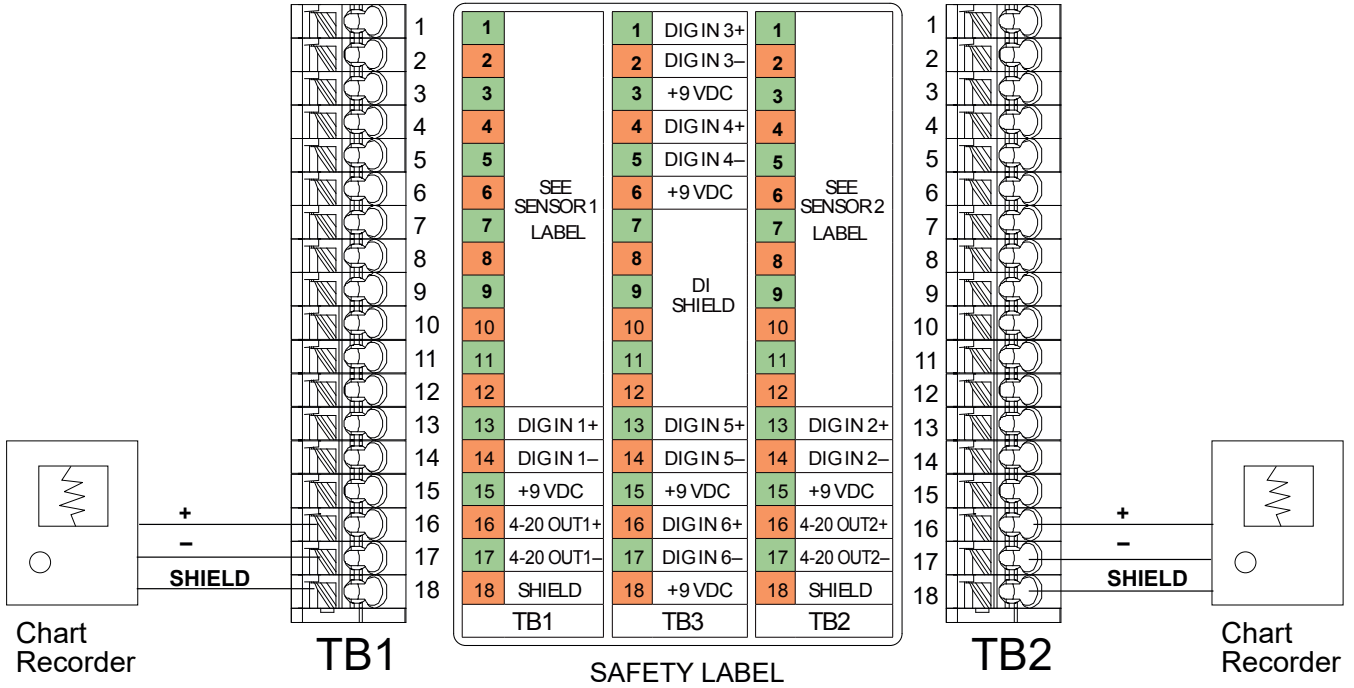 1
2
3
4
5
6
7
8
9
10
11
12
13
14
15
16
17
18
TB1
+
–
SHIELD
Chart
Recorder
1
2
3
4
5
6
7
8
9
10
11
12
SEE
SENSOR 1
LABEL
13 DIG IN 1+
14 DIG IN 1–
15 +9 VDC
16 4-20 OUT1+
17 4-20 OUT1–
18 SHIELD
TB1
1 DIG IN 3+
2 DIG IN 3–
3 +9 VDC
4 DIG IN 4+
5 DIG IN 4–
6 +9 VDC
7
8
9
10
11
12
DI
SHIELD
13 DIG IN 5+
14 DIG IN 5–
15 +9 VDC
16 DIG IN 6+
17 DIG IN 6–
18 +9 VDC
TB3
1
2
3
4
5
6
7
8
9
10
11
12
SEE
SENSOR 2
LABEL
13 DIG IN 2+
14 DIG IN 2–
15 +9 VDC
16 4-20 OUT2+
17 4-20 OUT2–
18 SHIELD
TB2
SAFETY LABEL
1
2
3
4
5
6
7
8
9
10
11
12
13
14
15
16
17
18
TB2
+
–
SHIELD
Chart
Recorder